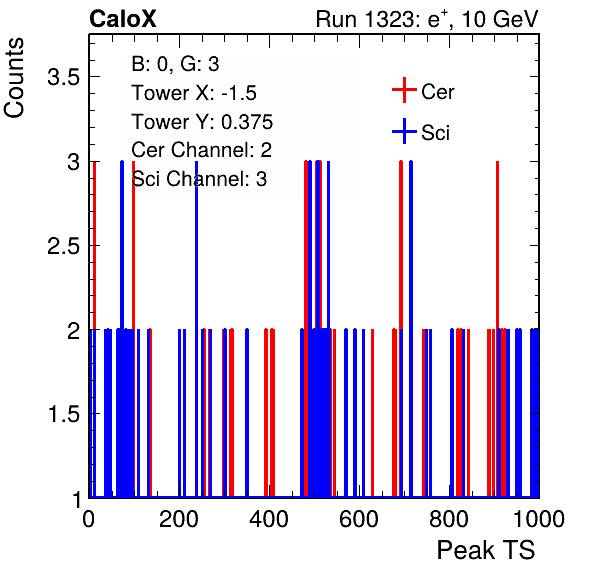 CaloX Run 1323: e+, 10 GeV
Counts
3.5
3
2.5
2
1.5
1
B: 0, G: 3
Tower X: -1.5
Tower Y: 0.375
Cer Channel: 2
Sci Channel: 3
Cer
Sci
0 200 400 600 800 1000
Peak TS